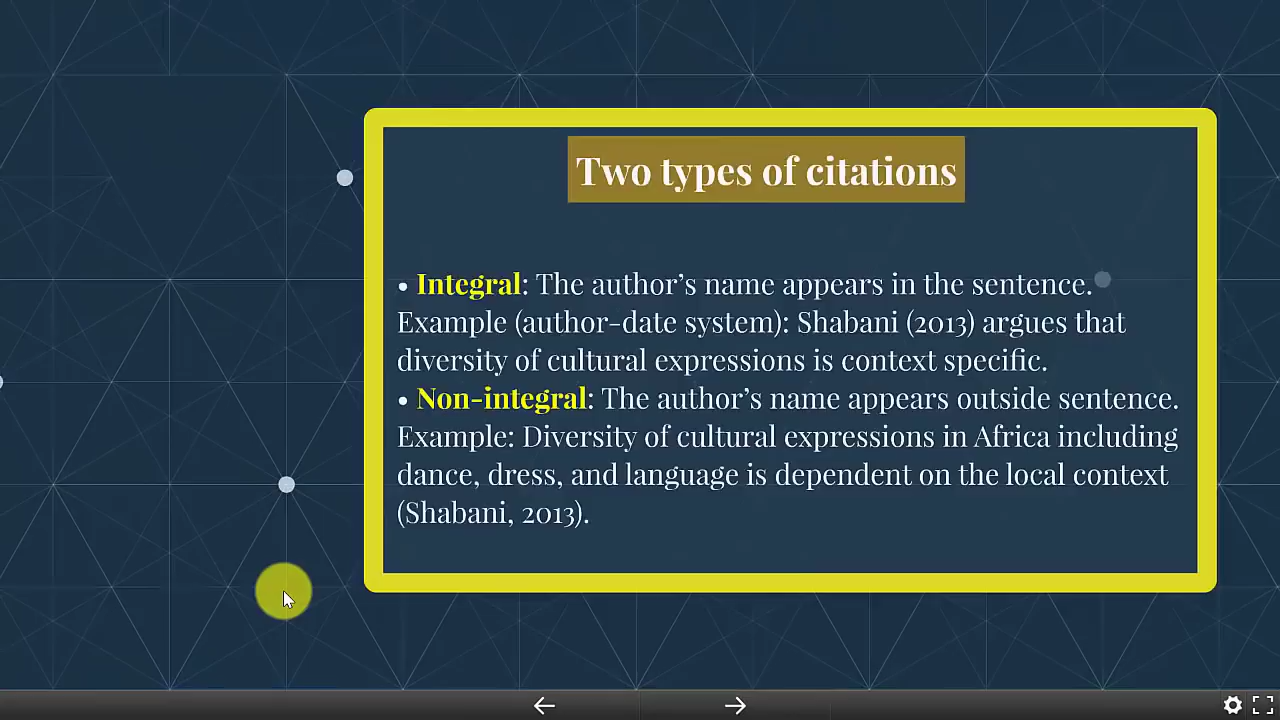 Two types of citations
• Integral: The author’s name appears in the sentence.
Example (author-date system): Shabani (2013) argues that
diversity of cultural expressions is context specific.
• Non-integral: The author’s name appears outside sentence.
Example: Diversity of cultural expressions in Africa including
dance, dress, and language is dependent on the local context
(Shabani, 2013).